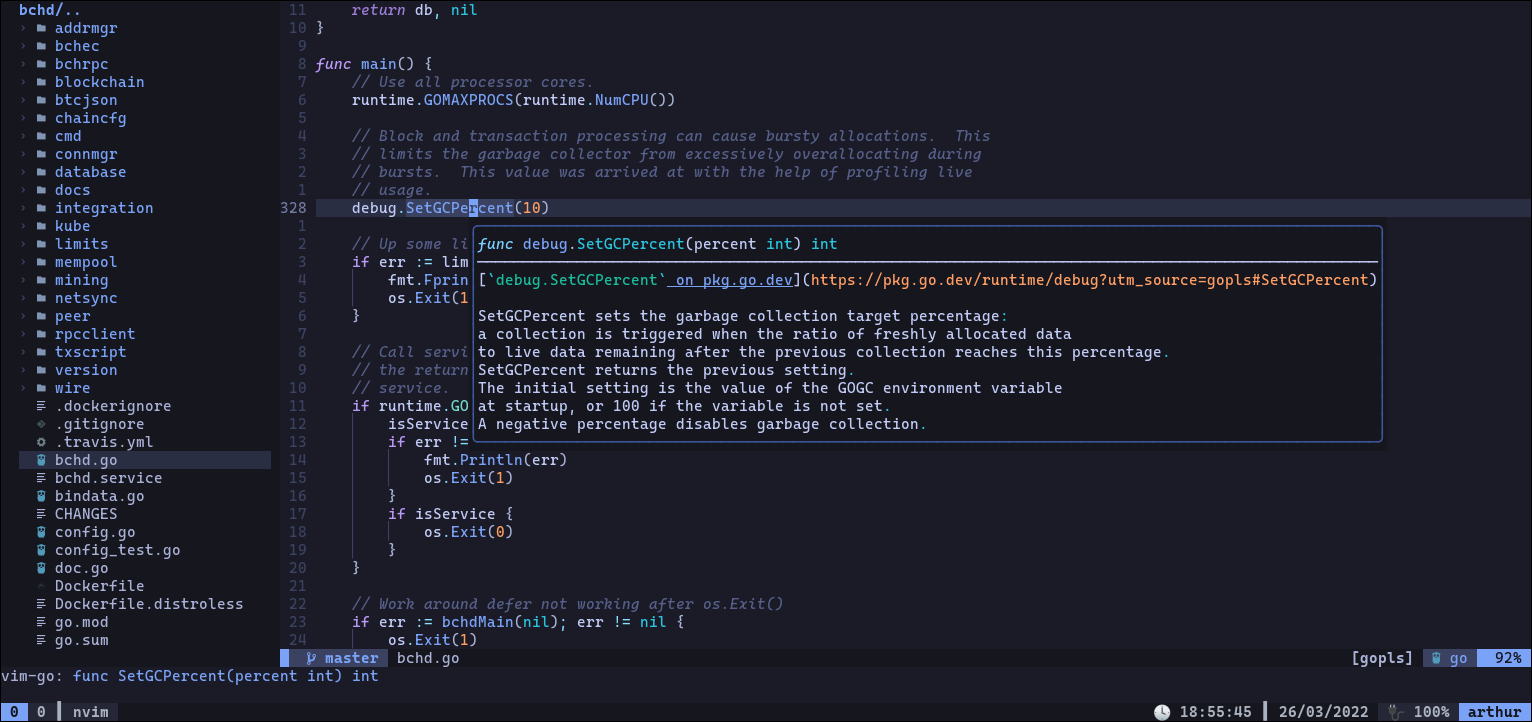 bchd/..
addrmgr
bchec
bchrpc
blockchain
btcjson
chaincfg
cmd
connmgr
database
docs
integration
kube
limits
mempool
mining
netsync
peer
rpcclient
txscript
version
wire
.dockerignore
.gitignore
.travis.yml
bchd.go
bchd.service
bindata.go
CHANGES
config.go
config_test.go
doc.go
Dockerfile
Dockerfile.distroless
go.mod
go.sum
11 return db, nil
10 }
9
8 func main() {
7 // Use all processor cores.
6 runtime.GOMAXPROCS(runtime.NumCPU())
5
4 // Block and transaction processing can cause bursty allocations.  This
3 // limits the garbage collector from excessively overallocating during
2 // bursts.  This value was arrived at with the help of profiling live
1 // usage.
328 debug.SetGCPercent(10)
1
2 // Up some li
3 if err := lim
4 fmt.Fprin
5 os.Exit(1
6 }
7
8 // Call servi
9 // the return
10 // service.
11 if runtime.GO
12 isService
13 if err !=
14 fmt.Println(err)
15 os.Exit(1)
16 }
17 if isService {
18 os.Exit(0)
19 }
20 }
21
22 // Work around defer not working after os.Exit()
23 if err := bchdMain(nil); err != nil {
24 os.Exit(1)
func debug.SetGCPercent(percent int) int
[`debug.SetGCPercent` on pkg.go.dev](https://pkg.go.dev/runtime/debug?utm_source=gopls#SetGCPercent)
SetGCPercent sets the garbage collection target percentage:
a collection is triggered when the ratio of freshly allocated data
to live data remaining after the previous collection reaches this percentage.
SetGCPercent returns the previous setting.
The initial setting is the value of the GOGC environment variable
at startup, or 100 if the variable is not set.
A negative percentage disables garbage collection.
master bchd.go [gopls] go 92%
vim-go: func SetGCPercent(percent int) int
0 0 nvim 18:55:45 26/03/2022 100% arthur